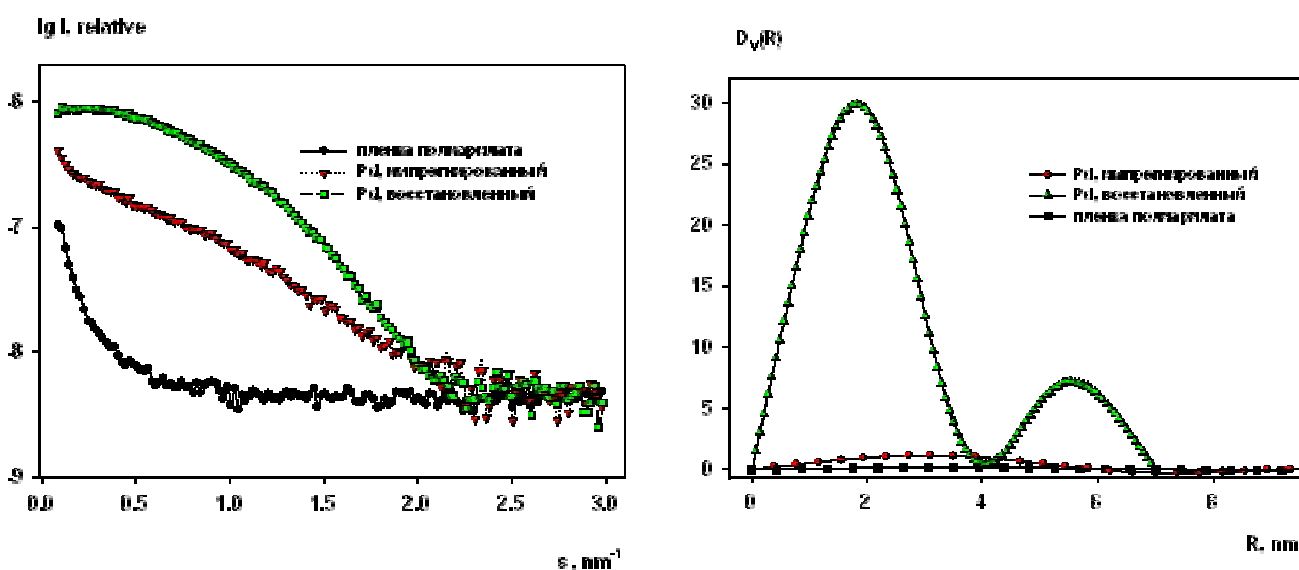 lg I, relative
-6
-7
-8
-9
0.0 0.5 1.0 1.5 2.0 2.5 3.0
s, nm-1
пленка полиарилата
Pd, импрегнированный
Pd, восстановленный
DV(R)
30
25
20
15
10
5
0
0 2 4 6 8
R, nm
Pd, импрегнированный
Pd, восстановленный
пленка полиарилата